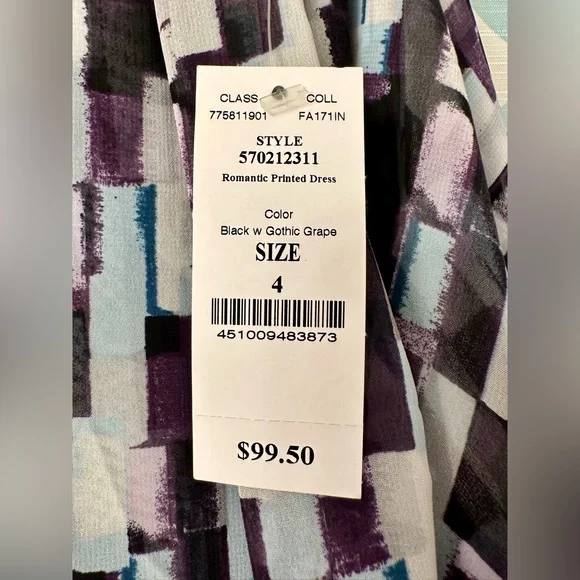 CLASS COLL
775811901 FA171IN
STYLE
570212311
Romantic Printed Dress
Color
Black w Gothic Grape
SIZE
4
451009483873
$99.50